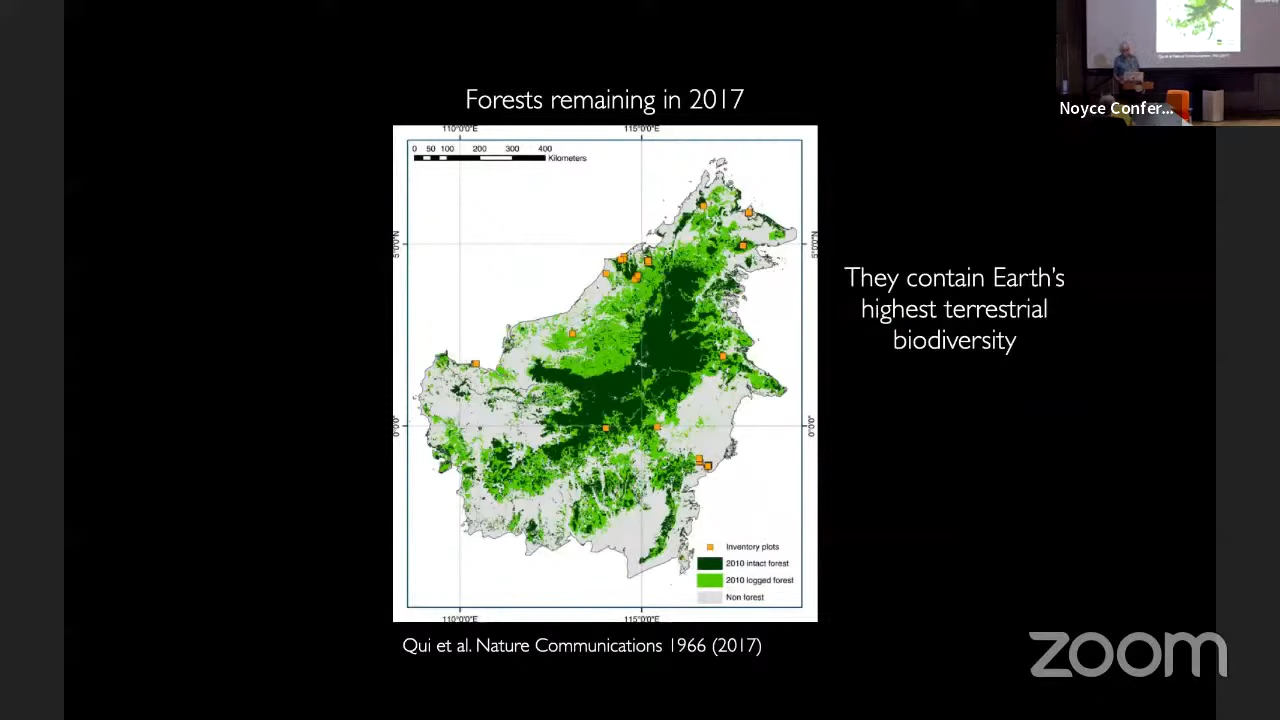 Forests remaining in 2017
110°0'0"E
115°0'0"E
0 50 100 200 300 400
Kilometers
5°0'0"N
5°0'0"N
0°0'0"
0°0'0"
Inventory plots
2010 intact forest
2010 logged forest
Non forest
110°0'0"E
115°0'0"E
Qui et al. Nature Communications 1966 (2017)
They contain Earth's
highest terrestrial
biodiversity
Noyce Confer...
zoom